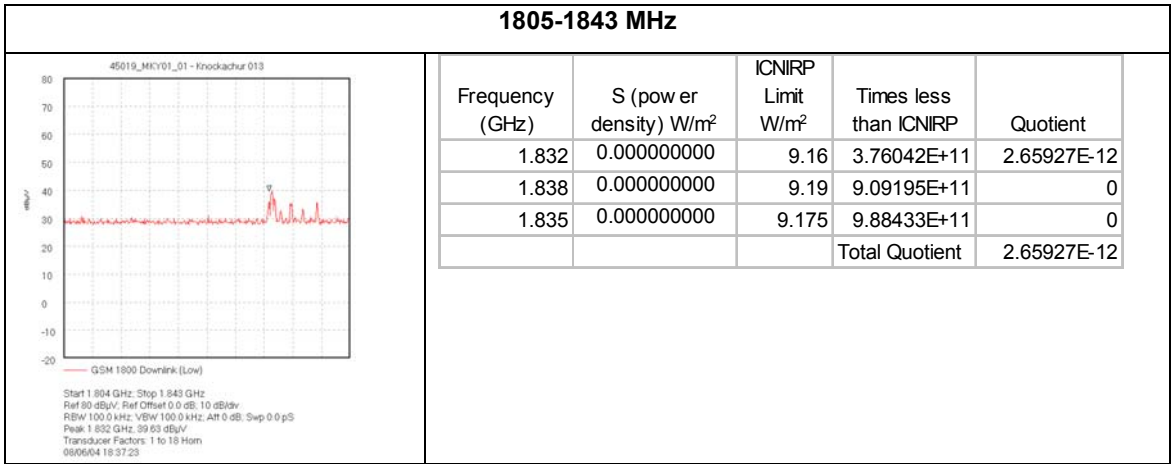 1805-1843 MHz
45019_MKY01_01 - Knockachur 013
80
70
60
50
40
30
20
10
0
-10
-20
dBµV
GSM 1800 Downlink (Low)
Start 1.804 GHz; Stop 1.843 GHz
Ref 80 dBµV; Ref Offset 0.0 dB; 10 dB/div
RBW 100.0 kHz; VBW 100.0 kHz; Att 0 dB; Swp 0.0 pS
Peak 1.832 GHz, 39.63 dBµV
Transducer Factors: 1 to 18 Horn
08/06/04 18:37:23
Frequency (GHz) S (pow er density) W/m² ICNIRP Limit W/m² Times less than ICNIRP Quotient
1.832 0.000000000 9.16 3.76042E+11 2.65927E-12
1.838 0.000000000 9.19 9.09195E+11 0
1.835 0.000000000 9.175 9.88433E+11 0
Total Quotient 2.65927E-12